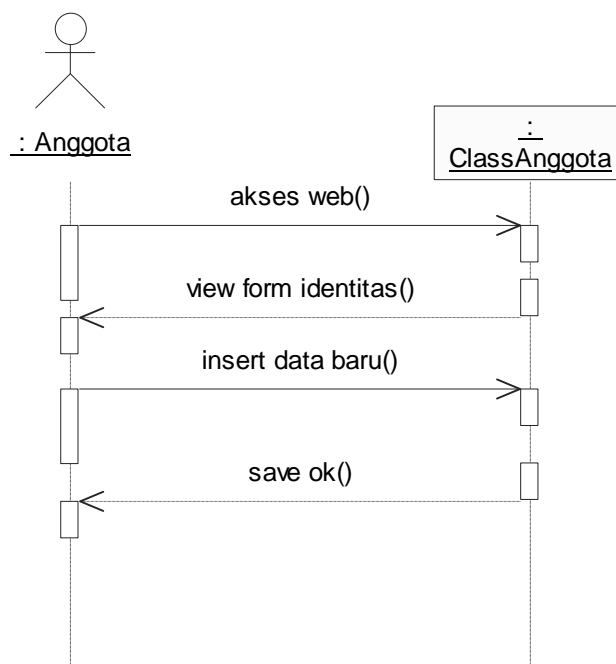 : Anggota
:
ClassAnggota
akses web()
view form identitas()
insert data baru()
save ok()